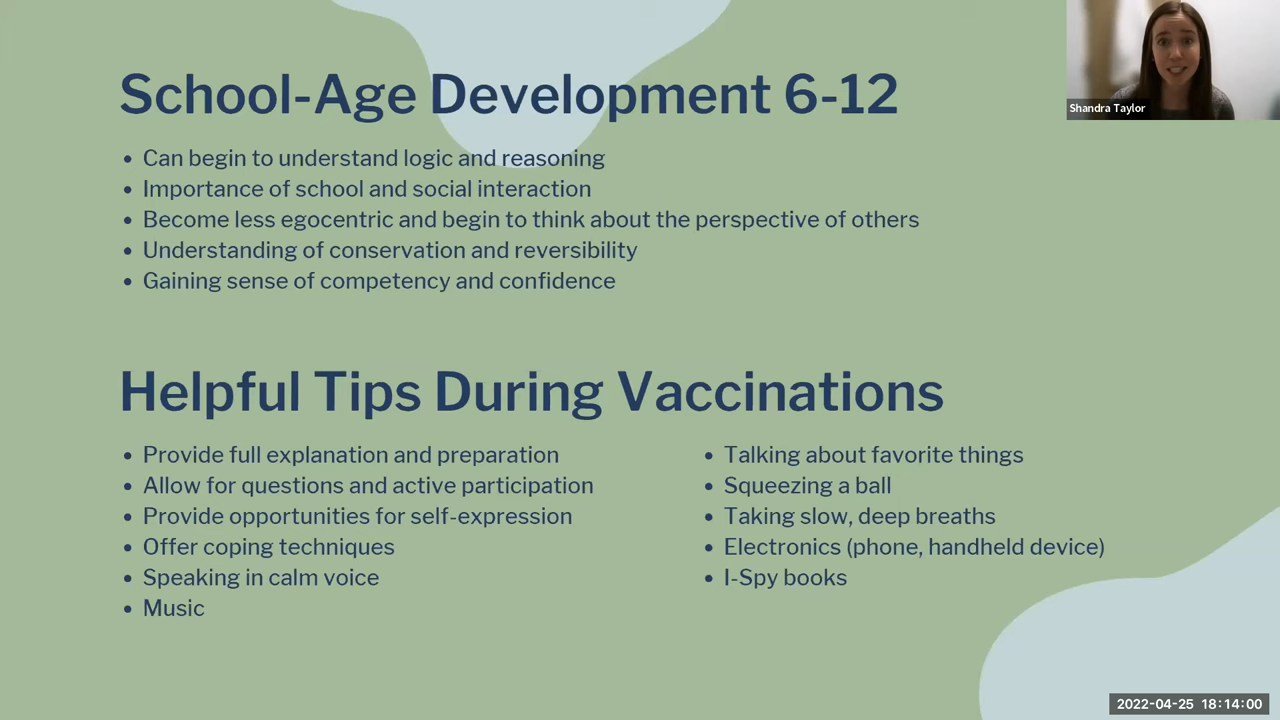 School-Age Development 6-12
Shandra Taylor
• Can begin to understand logic and reasoning
• Importance of school and social interaction
• Become less egocentric and begin to think about the perspective of others
• Understanding of conservation and reversibility
• Gaining sense of competency and confidence
Helpful Tips During Vaccinations
• Provide full explanation and preparation
• Allow for questions and active participation
• Provide opportunities for self-expression
• Offer coping techniques
• Speaking in calm voice
• Music
• Talking about favorite things
• Squeezing a ball
• Taking slow, deep breaths
• Electronics (phone, handheld device)
• I-Spy books
2022-04-25 18:14:00